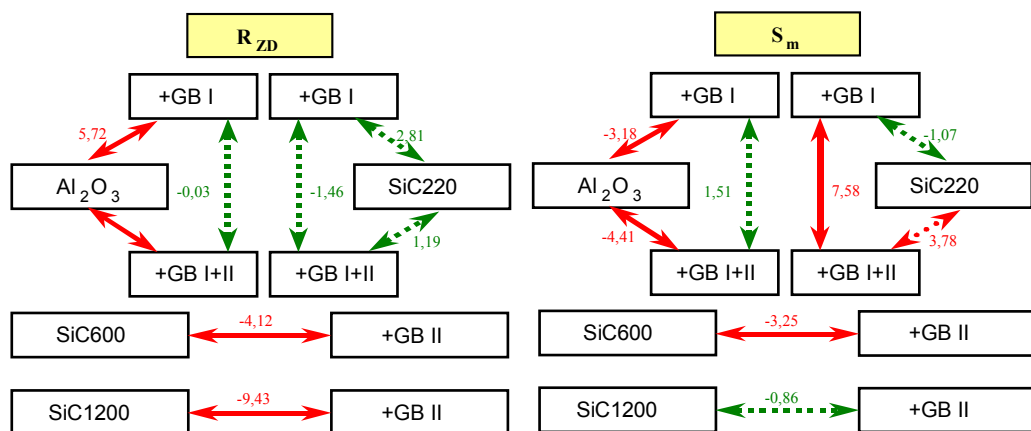 R ZD
+GB I
+GB I
5,72
2,81
Al2O3
-0,03
-1,46
SiC220
1,19
+GB I+II
+GB I+II
SiC600
-4,12
+GB II
SiC1200
-9,43
+GB II
S m
+GB I
+GB I
-3,18
-1,07
Al2O3
1,51
7,58
SiC220
-4,41
3,78
+GB I+II
+GB I+II
SiC600
-3,25
+GB II
SiC1200
-0,86
+GB II